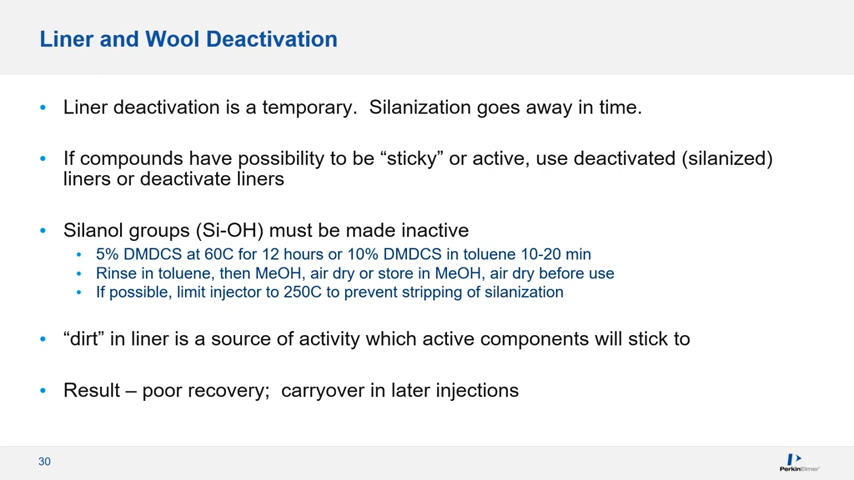 Liner and Wool Deactivation
• Liner deactivation is a temporary.  Silanization goes away in time.
• If compounds have possibility to be “sticky” or active, use deactivated (silanized)
liners or deactivate liners
• Silanol groups (Si-OH) must be made inactive
• 5% DMDCS at 60C for 12 hours or 10% DMDCS in toluene 10-20 min
• Rinse in toluene, then MeOH, air dry or store in MeOH, air dry before use
• If possible, limit injector to 250C to prevent stripping of silanization
• “dirt” in liner is a source of activity which active components will stick to
• Result – poor recovery;  carryover in later injections
30
PerkinElmer